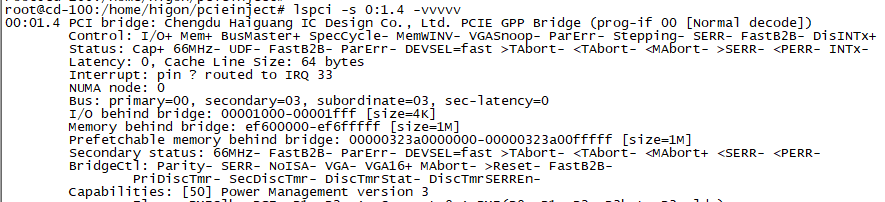 root@cd-100:/home/higon/pcieinject# lspci -s 0:1.4 -vvvvv
00:01.4 PCI bridge: Chengdu Haiguang IC Design Co., Ltd. PCIE GPP Bridge (prog-if 00 [Normal decode])
Control: I/O+ Mem+ BusMaster+ SpecCycle- MemWINV- VGASnoop- ParErr- Stepping- SERR- FastB2B- DisINTx+
Status: Cap+ 66MHz- UDF- FastB2B- ParErr- DEVSEL=fast >TAbort- <TAbort- <MAbort- >SERR- <PERR- INTx-
Latency: 0, Cache Line Size: 64 bytes
Interrupt: pin ? routed to IRQ 33
NUMA node: 0
Bus: primary=00, secondary=03, subordinate=03, sec-latency=0
I/O behind bridge: 00001000-00001fff [size=4K]
Memory behind bridge: ef600000-ef6fffff [size=1M]
Prefetchable memory behind bridge: 00000323a0000000-00000323a00fffff [size=1M]
Secondary status: 66MHz- FastB2B- ParErr- DEVSEL=fast >TAbort- <TAbort- <MAbort+ <SERR- <PERR-
BridgeCtl: Parity- SERR- NoISA- VGA- VGA16+ MAbort- >Reset- FastB2B-
PriDiscTmr- SecDiscTmr- DiscTmrStat- DiscTmrSERREn-
Capabilities: [50] Power Management version 3